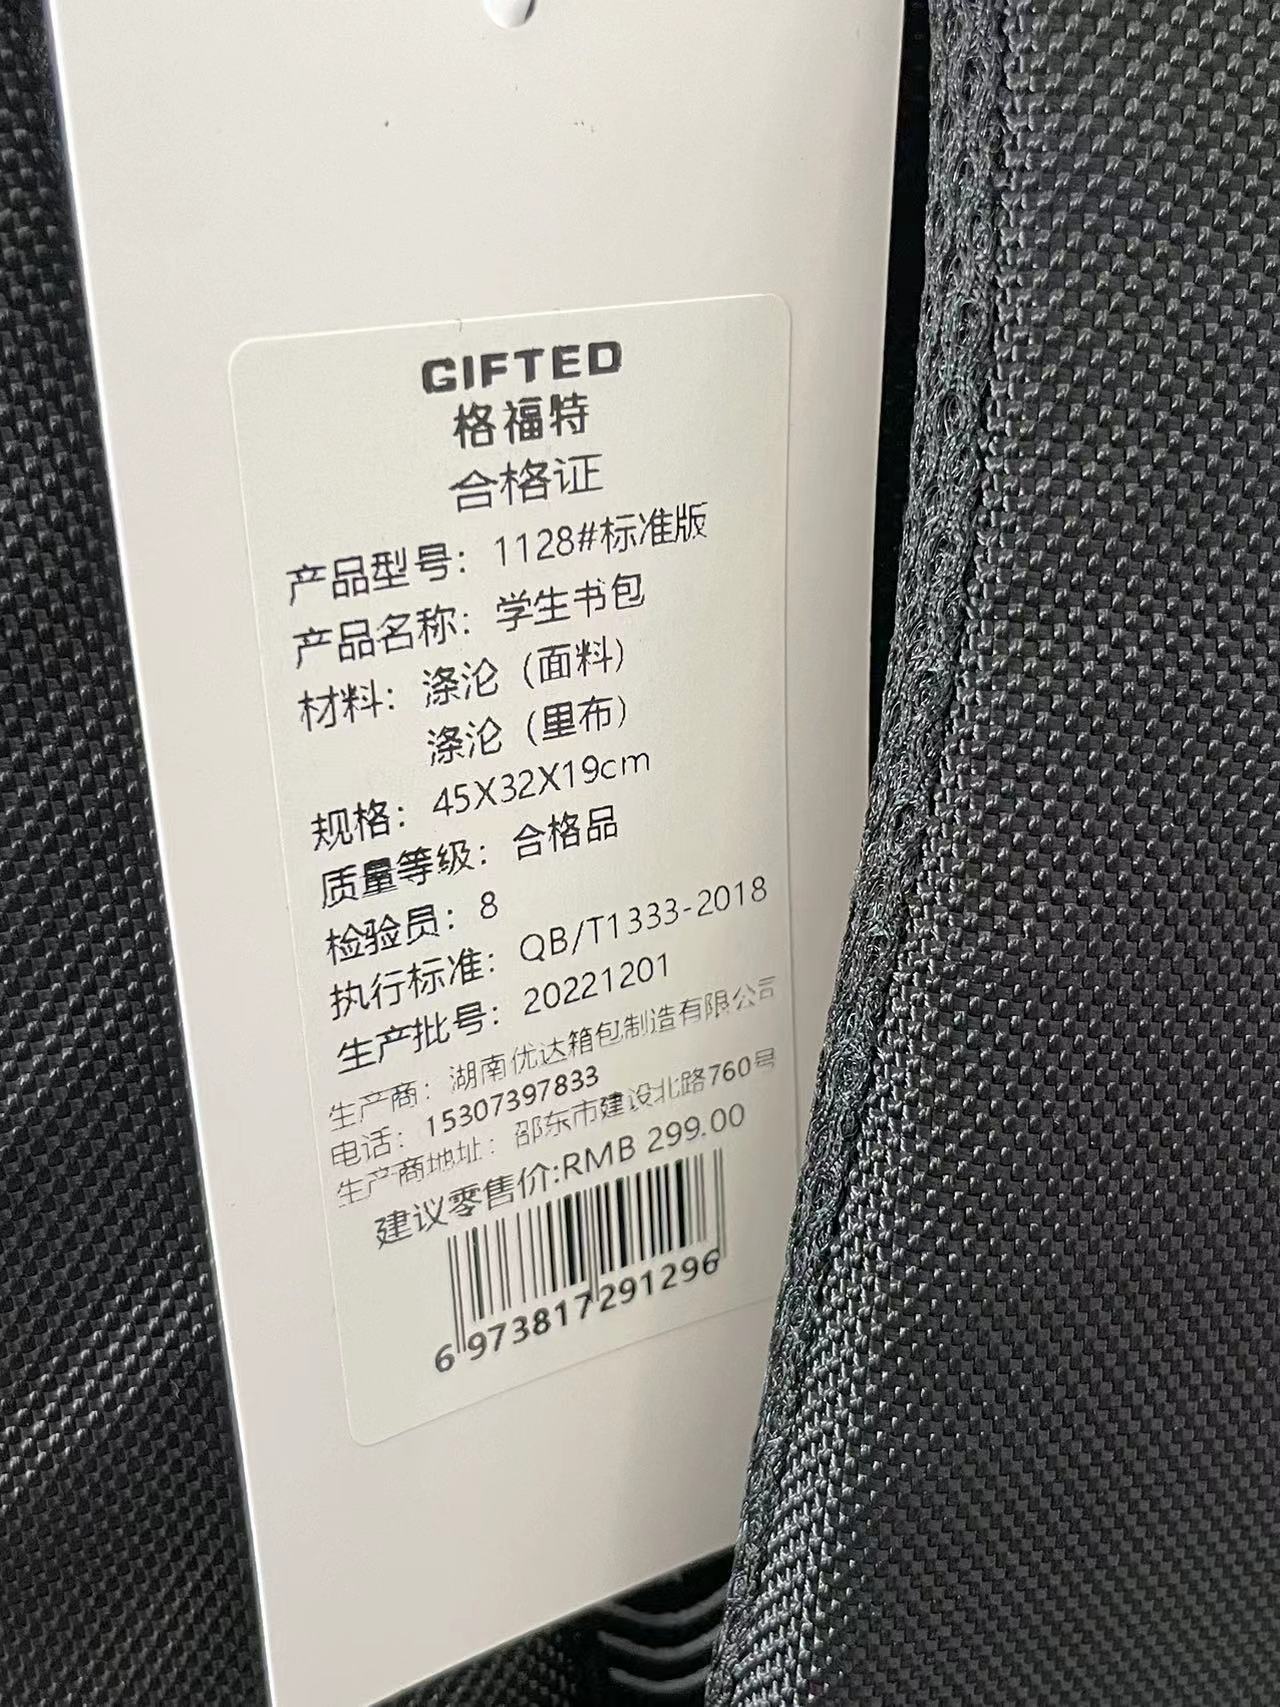 GIFTED
格福特
合格证
产品型号：1128#标准版
产品名称：学生书包
材料：涤沦（面料）
涤沦（里布）
规格：45X32X19cm
质量等级：合格品
检验员：8
执行标准：QB/T1333-2018
生产批号：20221201
生产商：湖南优达箱包制造有限公司
电话：15307397833
生产商地址：邵东市建设北路760号
建议零售价:RMB 299.00
6973817291296